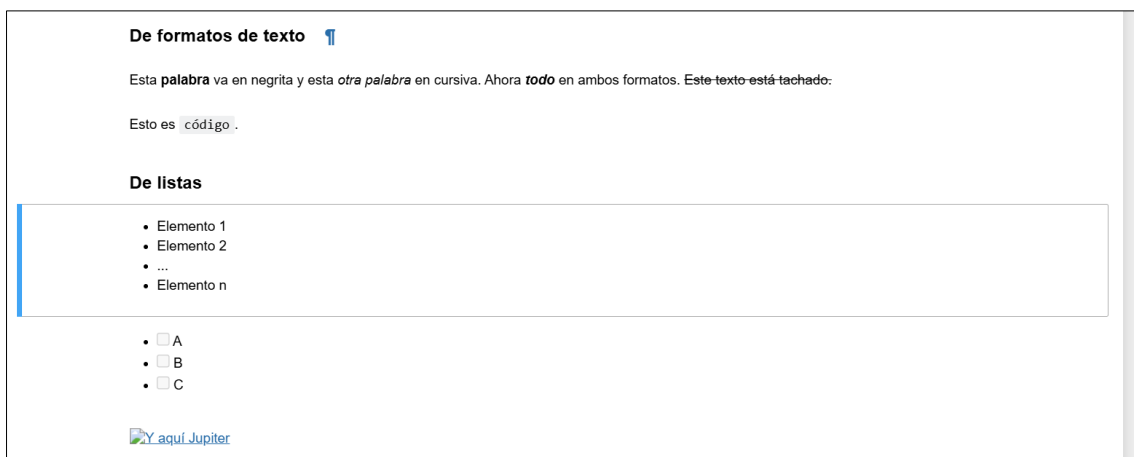 De formatos de texto ¶
Esta palabra va en negrita y esta otra palabra en cursiva. Ahora todo en ambos formatos. Este texto está tachado.
Esto es código .
De listas
• Elemento 1
• Elemento 2
• ...
• Elemento n
• A
• B
• C
Y aquí Jupiter